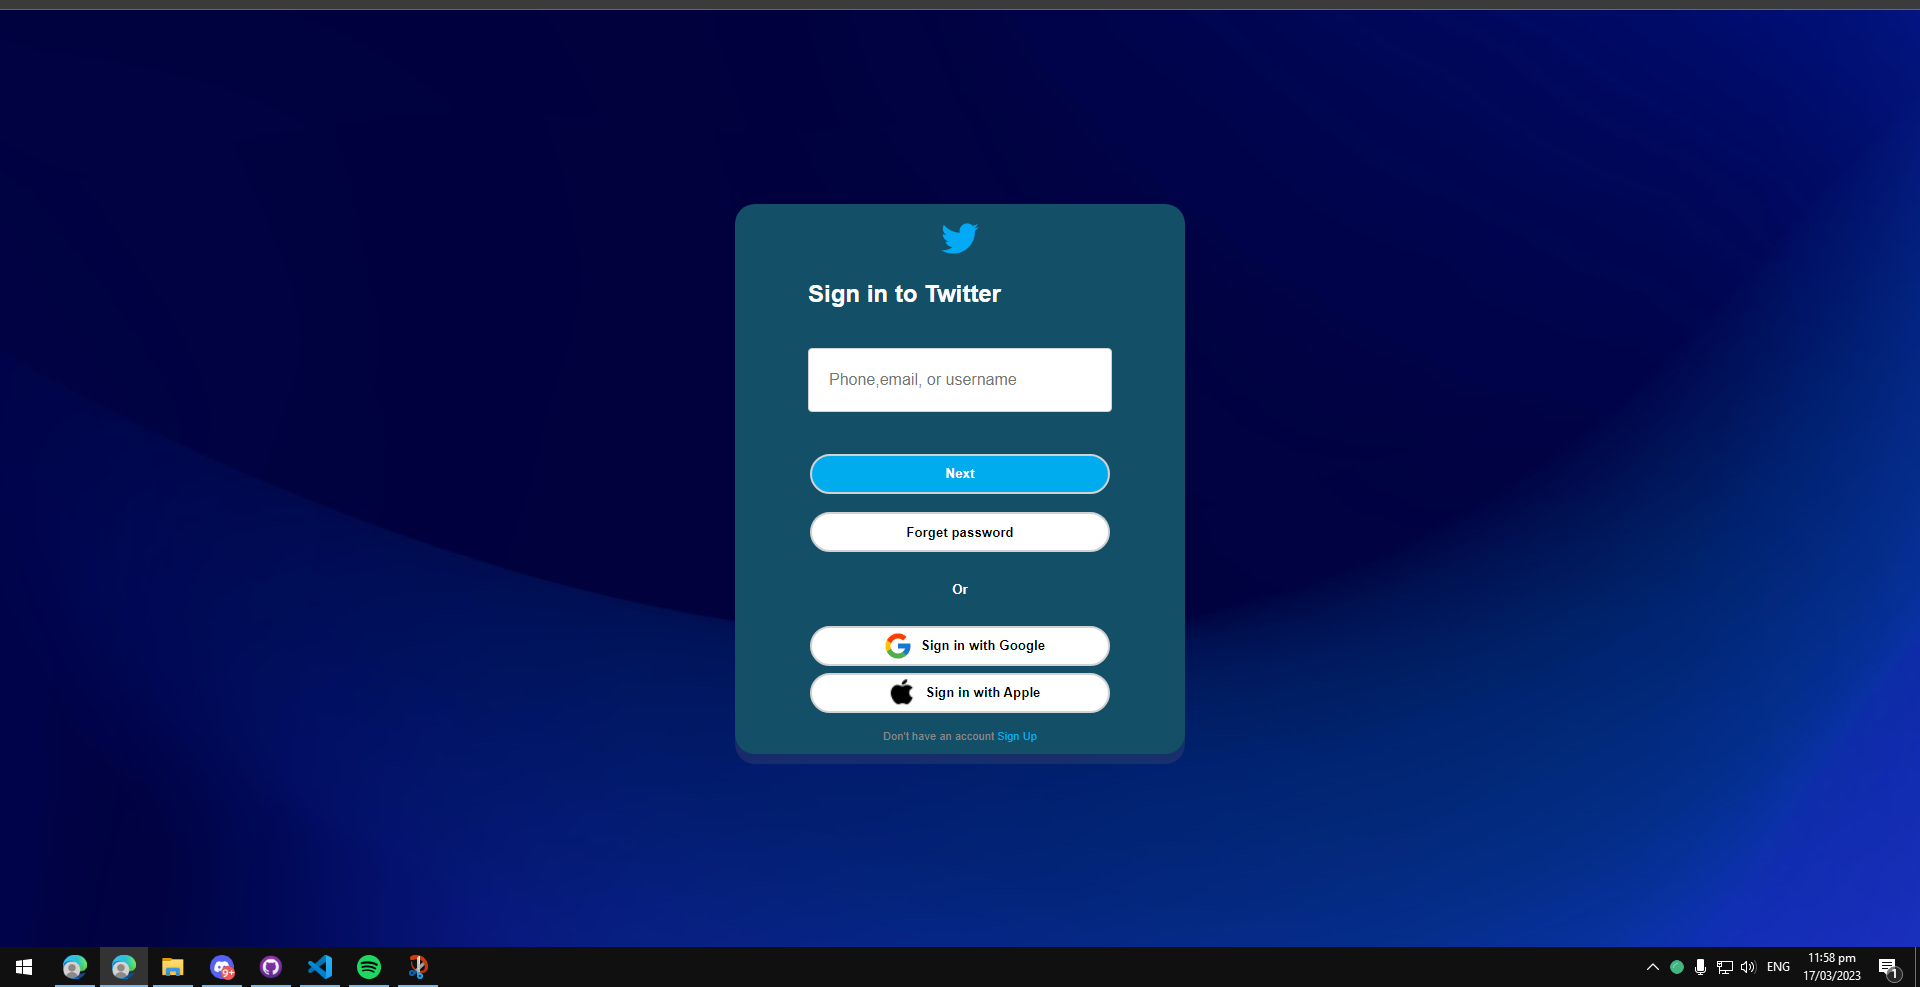 Sign in to Twitter
Phone,email, or username
Next
Forget password
Or
Sign in with Google
Sign in with Apple
Don't have an account Sign Up
9+
ENG
11:58 pm
17/03/2023
1